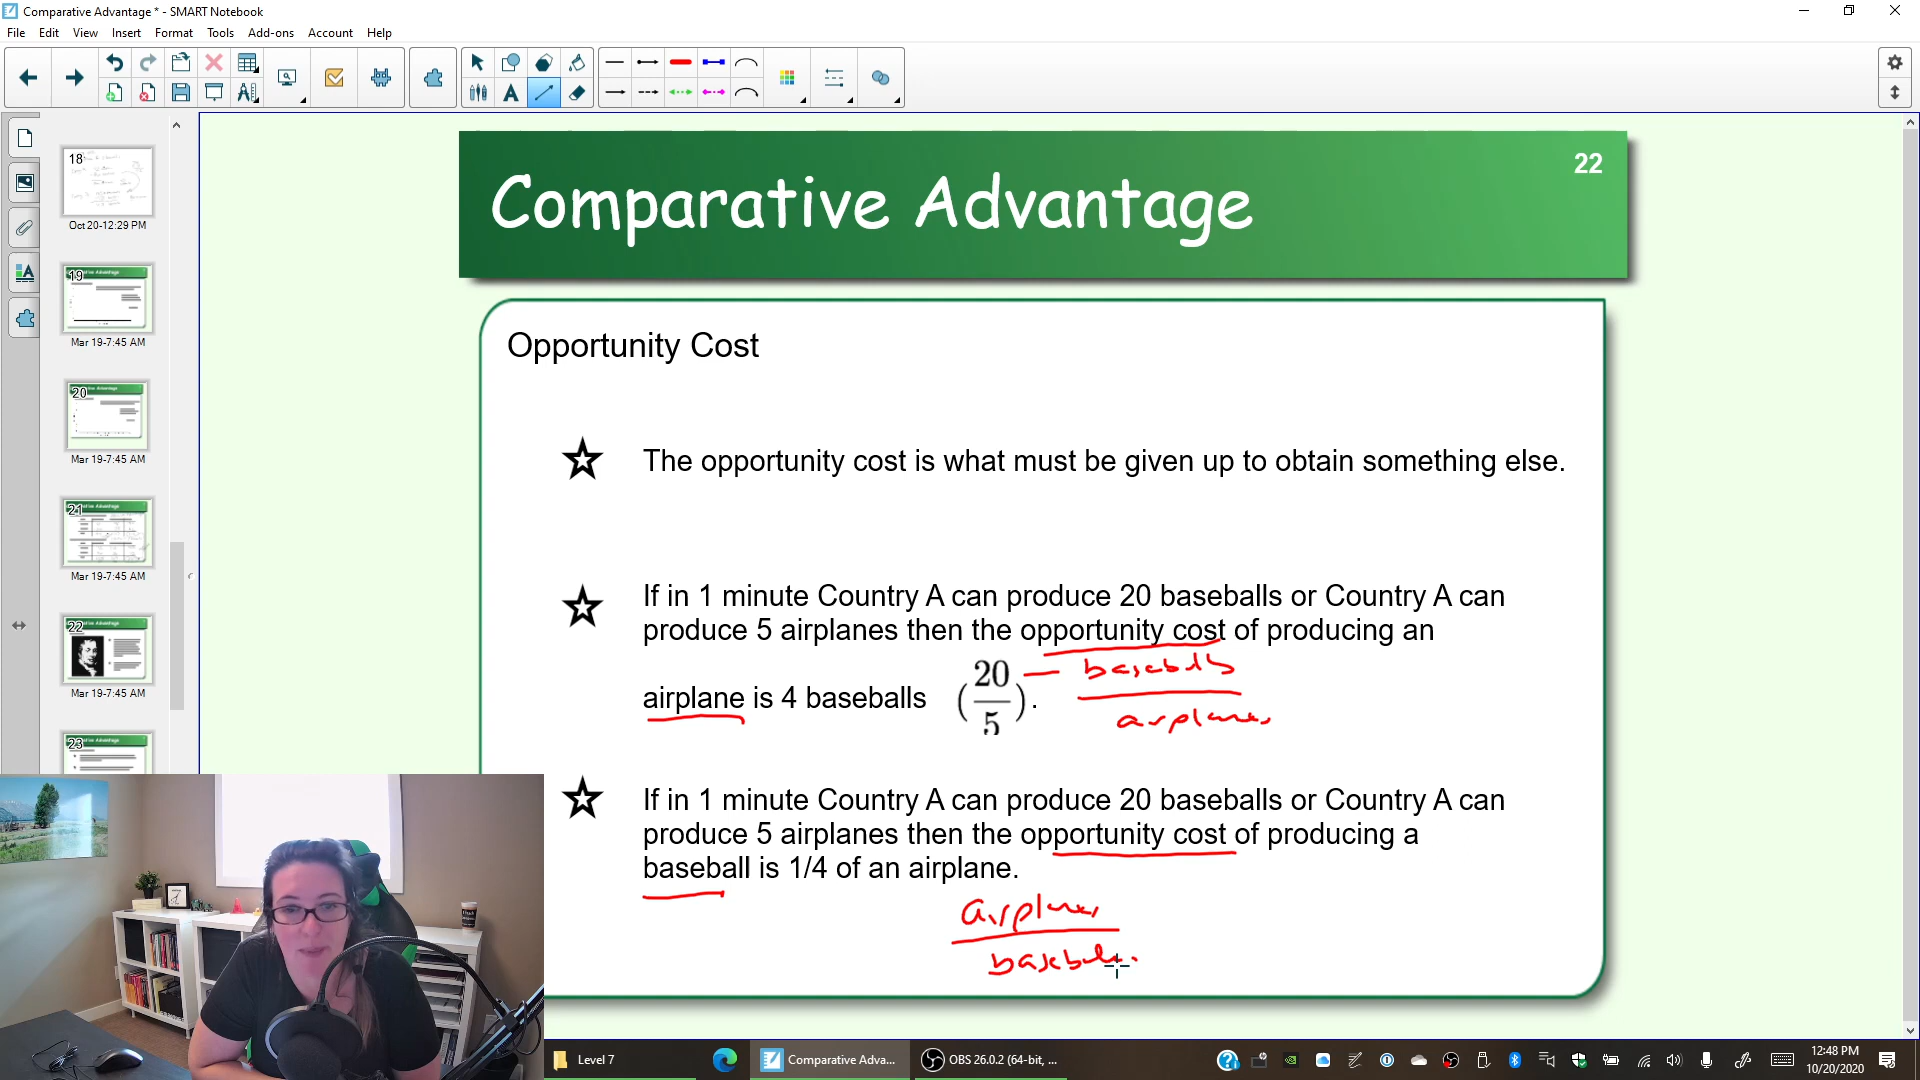 Comparative Advantage * - SMART Notebook
File Edit View Insert Format Tools Add-ons Account Help
18
Oct 20-12:29 PM
19
Mar 19-7:45 AM
20
Mar 19-7:45 AM
21
Mar 19-7:45 AM
22
Mar 19-7:45 AM
23
22
Comparative Advantage
Opportunity Cost
The opportunity cost is what must be given up to obtain something else.
If in 1 minute Country A can produce 20 baseballs or Country A can
produce 5 airplanes then the opportunity cost of producing an
airplane is 4 baseballs (20/5).
baseballs
airplanes
If in 1 minute Country A can produce 20 baseballs or Country A can
produce 5 airplanes then the opportunity cost of producing a
baseball is 1/4 of an airplane.
airplanes
baseballs
Level 7
Comparative Adva...
OBS 26.0.2 (64-bit, ...
12:48 PM
10/20/2020